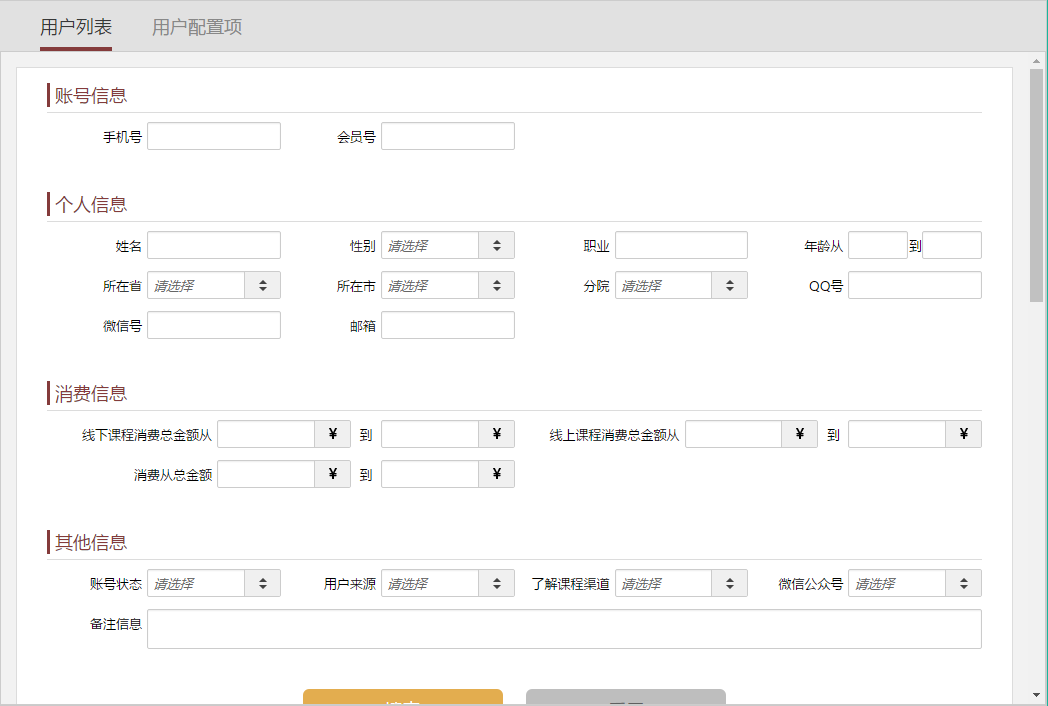 用户列表 用户配置项
账号信息
手机号 会员号
个人信息
姓名 性别 请选择 职业 年龄从 到
所在省 请选择 所在市 请选择 分院 请选择 QQ号
微信号 邮箱
消费信息
线下课程消费总金额从 ¥ 到 ¥ 线上课程消费总金额从 ¥ 到 ¥
消费从总金额 ¥ 到 ¥
其他信息
账号状态 请选择 用户来源 请选择 了解课程渠道 请选择 微信公众号 请选择
备注信息